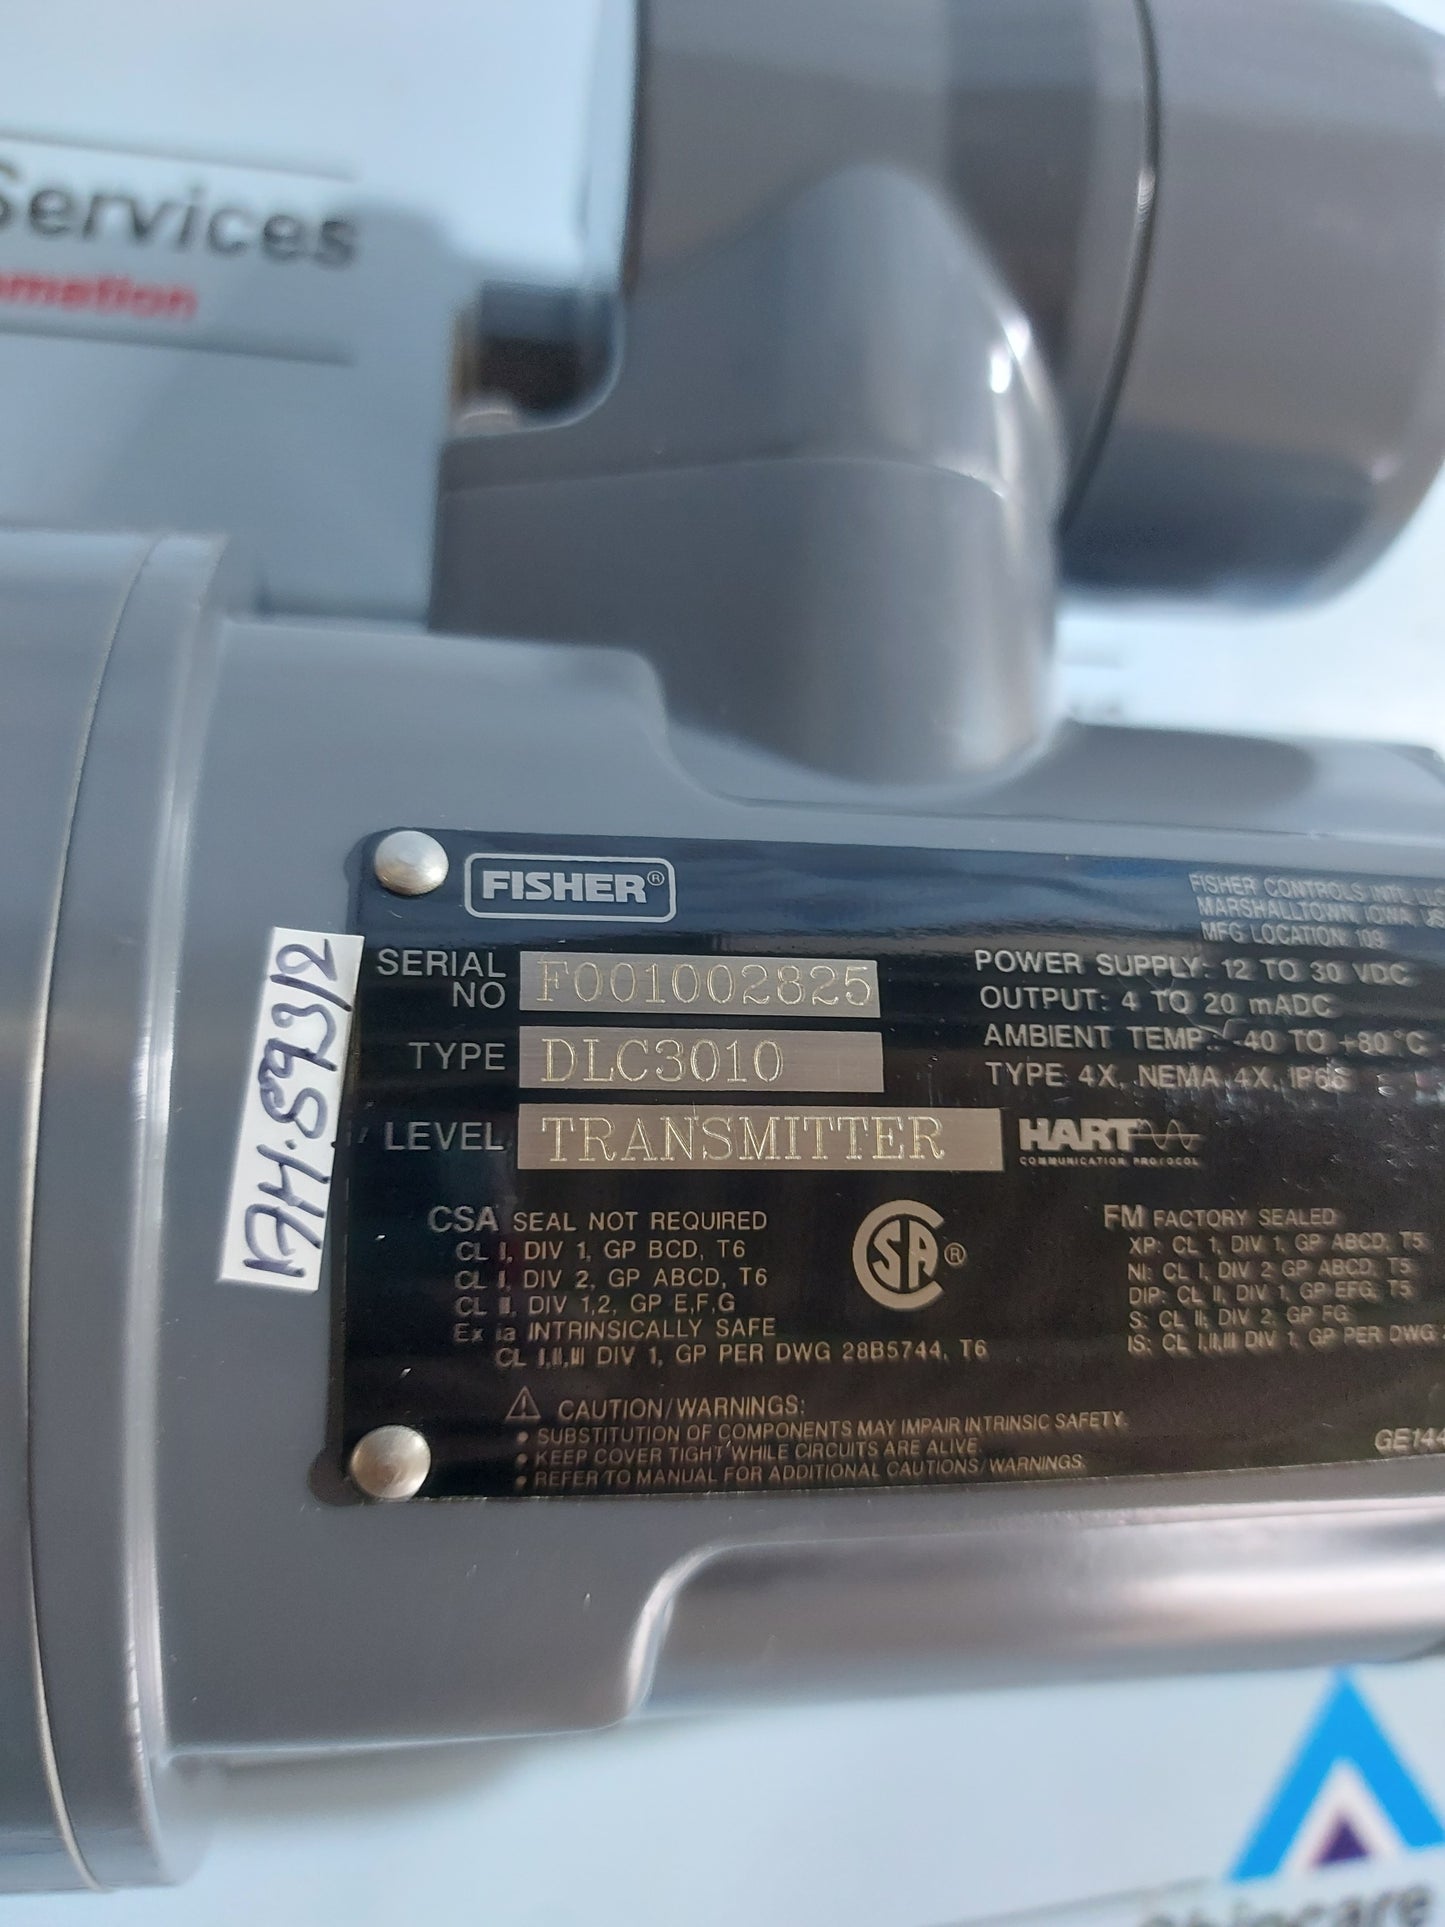 Services
FISHER®
FISHER CONTROLS INTL LLC
MARSHALLTOWN, IOWA, US
MFG LOCATION: 109
SERIAL NO F001002825
TYPE DLC3010
LEVEL TRANSMITTER
POWER SUPPLY: 12 TO 30 VDC
OUTPUT: 4 TO 20 mADC
AMBIENT TEMP.: -40 TO +80°C
TYPE 4X, NEMA 4X, IP66
HART
COMMUNICATION PROTOCOL
CSA SEAL NOT REQUIRED
CL I, DIV 1, GP BCD, T6
CL I, DIV 2, GP ABCD, T6
CL II, DIV 1,2, GP E,F,G
Ex ia INTRINSICALLY SAFE
CL I,II,III DIV 1, GP PER DWG 28B5744, T6
SA®
FM FACTORY SEALED
XP: CL 1, DIV 1, GP ABCD, T5
NI: CL I, DIV 2 GP ABCD, T5
DIP: CL II, DIV 1, GP EFG, T5
S: CL II, DIV 2, GP FG
IS: CL I,II,III DIV 1, GP PER DWG
CAUTION/WARNINGS:
• SUBSTITUTION OF COMPONENTS MAY IMPAIR INTRINSIC SAFETY.
• KEEP COVER TIGHT WHILE CIRCUITS ARE ALIVE.
• REFER TO MANUAL FOR ADDITIONAL CAUTIONS/WARNINGS.
GE144